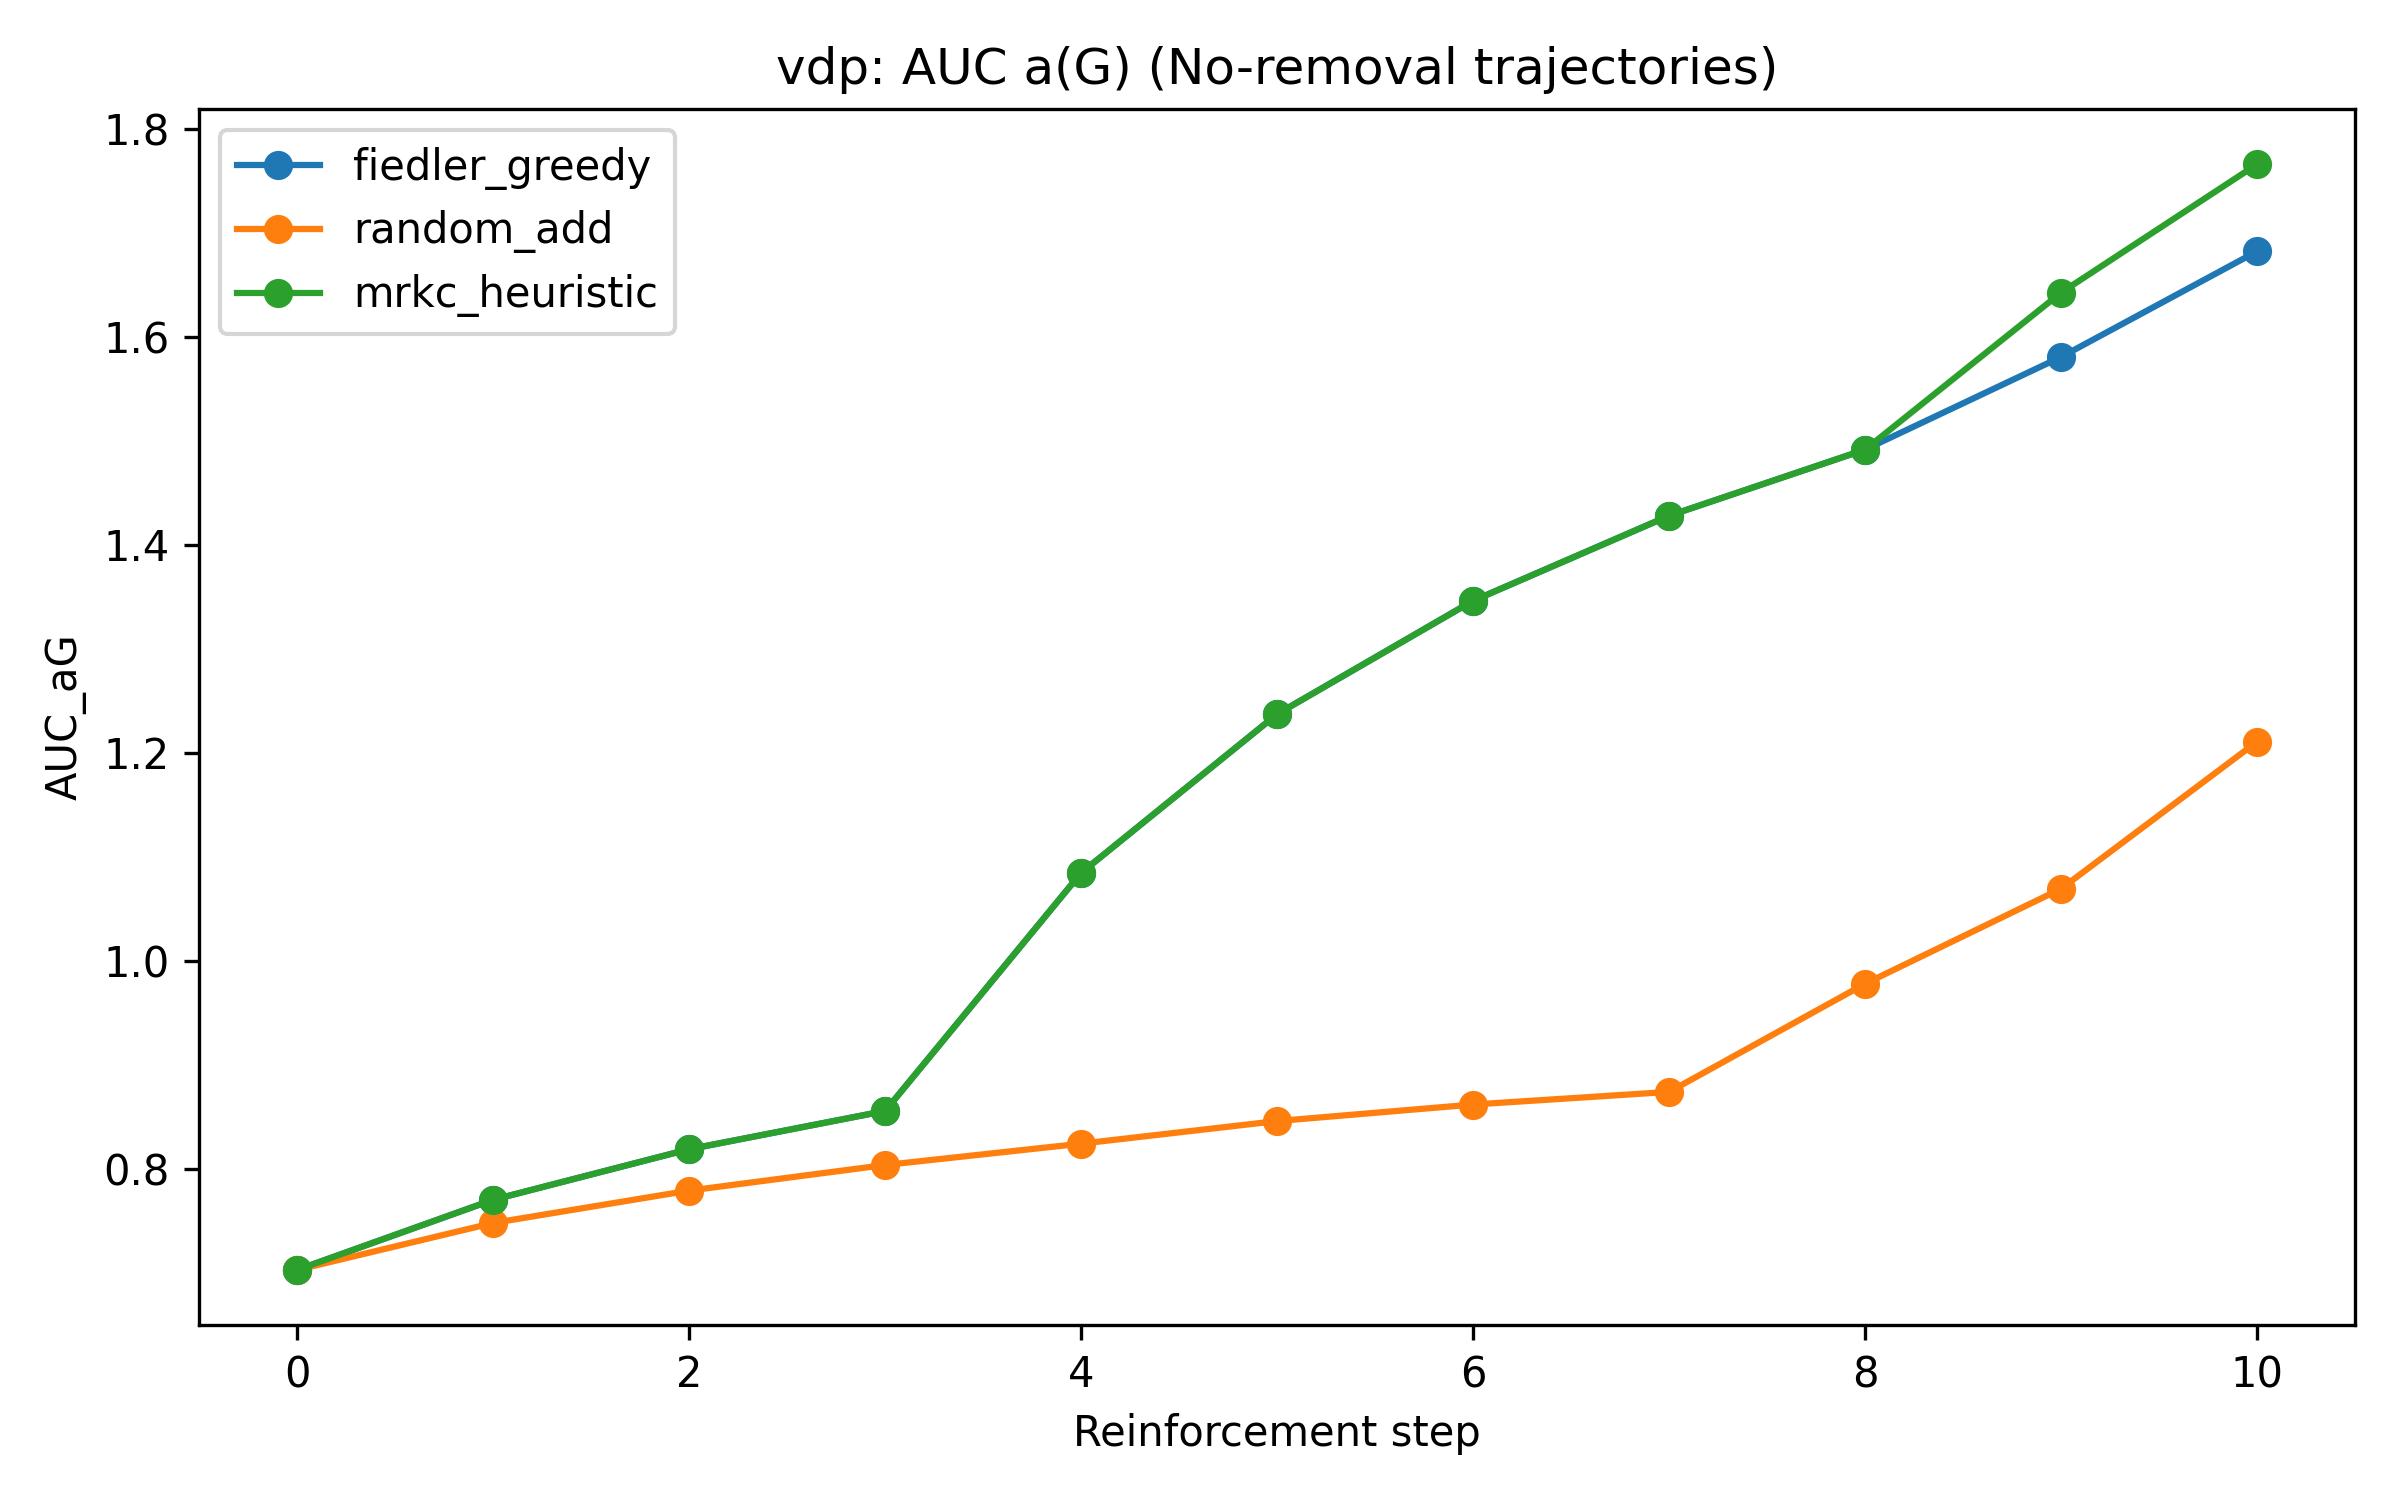 vdp: AUC a(G) (No-removal trajectories)
fiedler_greedy
random_add
mrkc_heuristic
1.8
1.6
1.4
1.2
1.0
0.8
AUC_aG
0 2 4 6 8 10
Reinforcement step